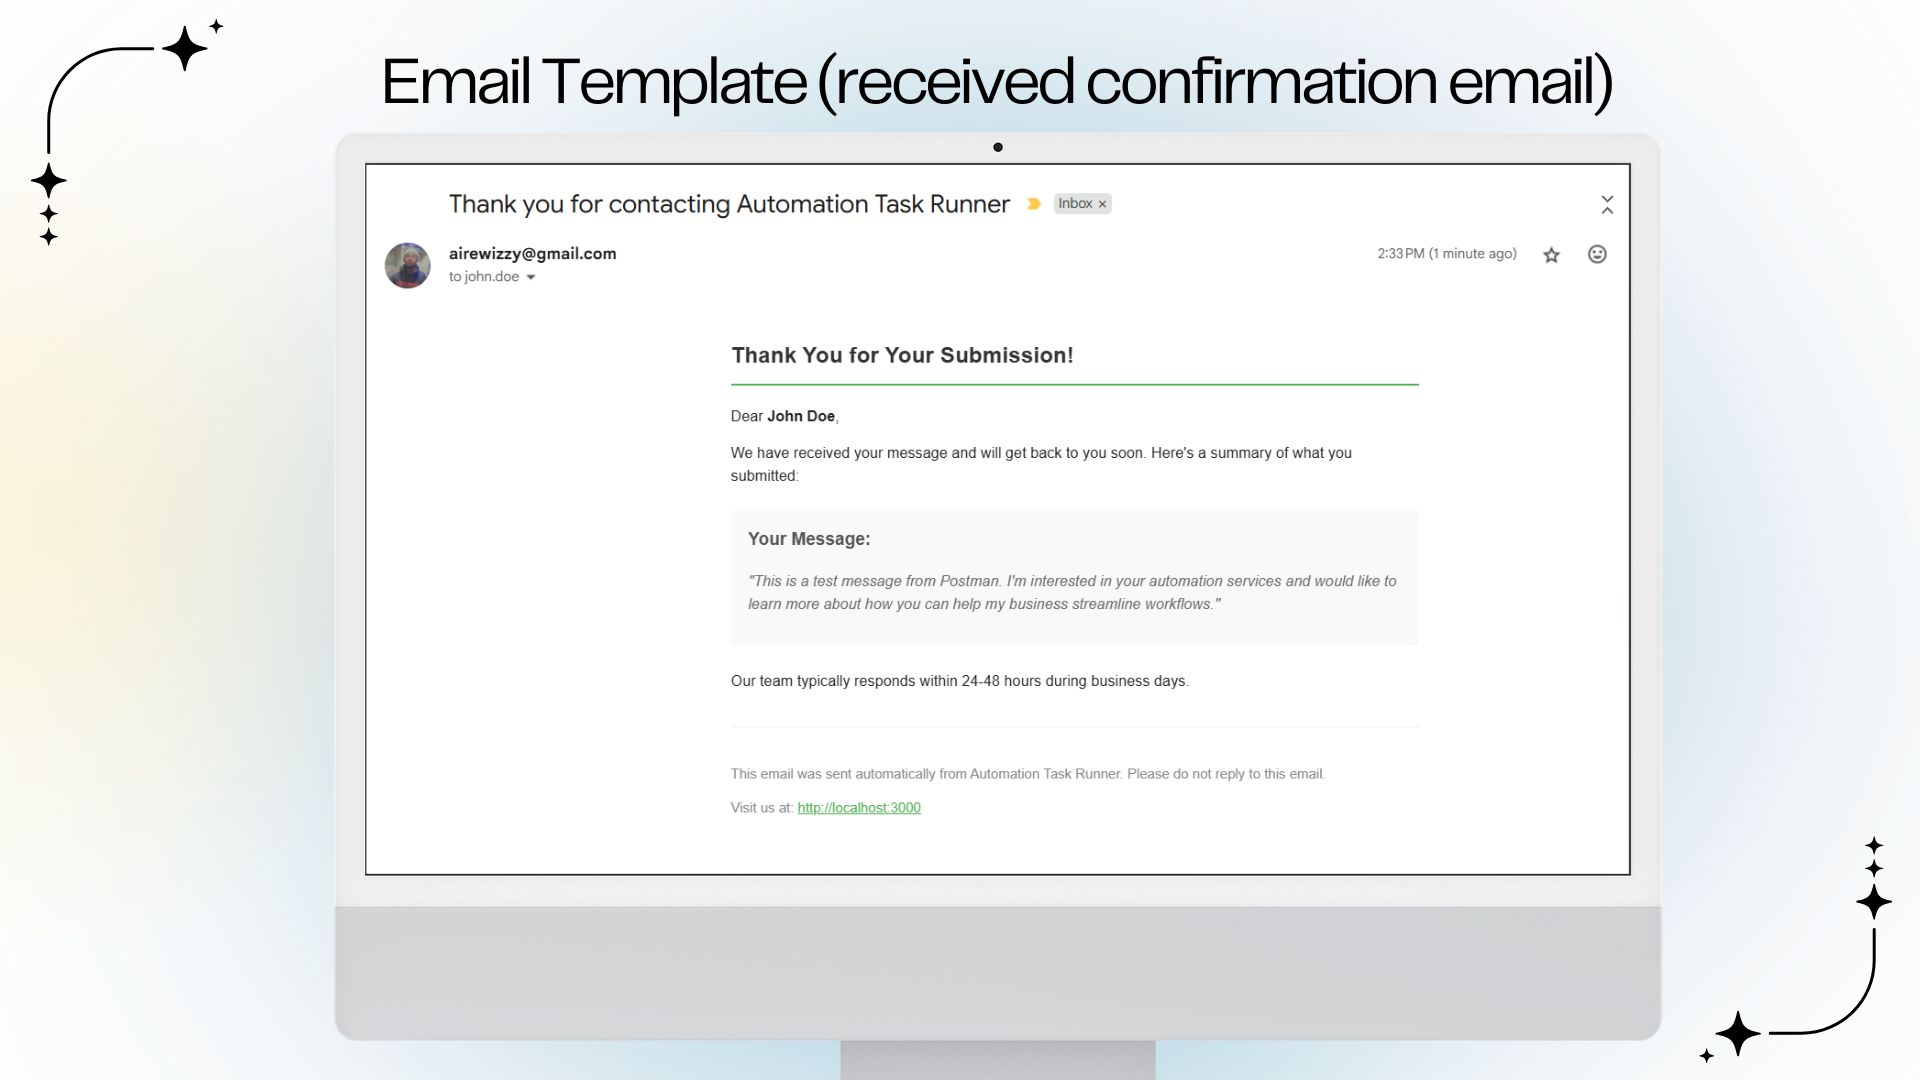 Email Template (received confirmation email)
Thank you for contacting Automation Task Runner Inbox ×
airewizzy@gmail.com 2:33 PM (1 minute ago)
to john.doe
Thank You for Your Submission!
Dear John Doe,
We have received your message and will get back to you soon. Here's a summary of what you
submitted:
Your Message:
"This is a test message from Postman. I'm interested in your automation services and would like to
learn more about how you can help my business streamline workflows."
Our team typically responds within 24-48 hours during business days.
This email was sent automatically from Automation Task Runner. Please do not reply to this email.
Visit us at: http://localhost:3000